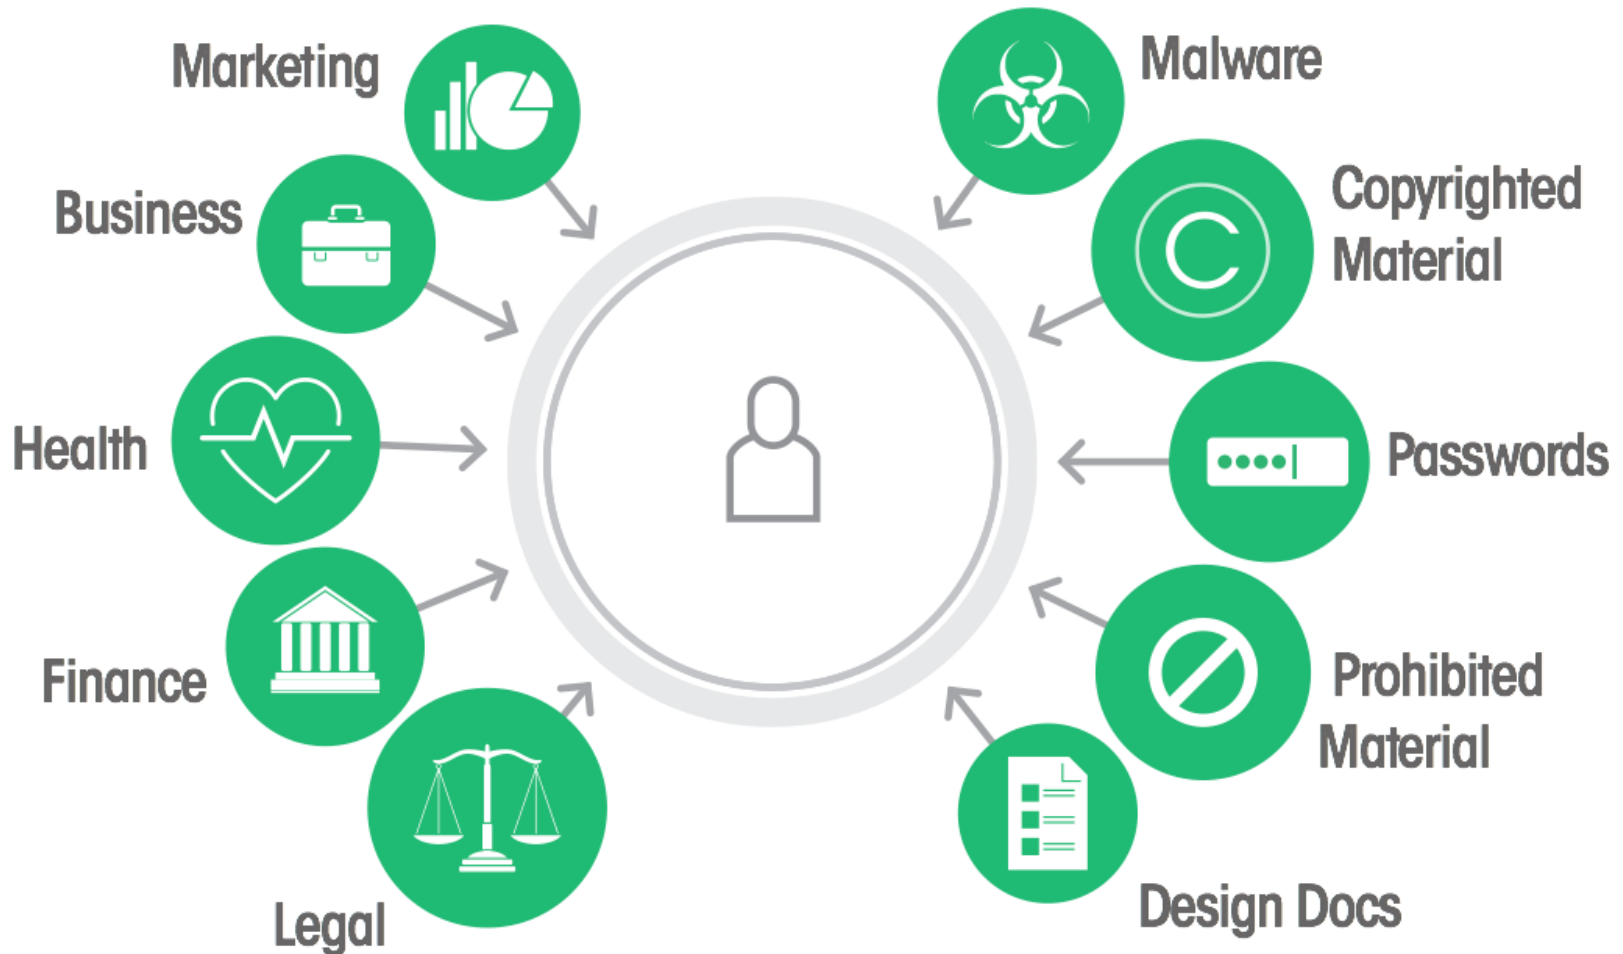 Marketing
Business
Health
Finance
Legal
Malware
Copyrighted
Material
Passwords
Prohibited
Material
Design Docs